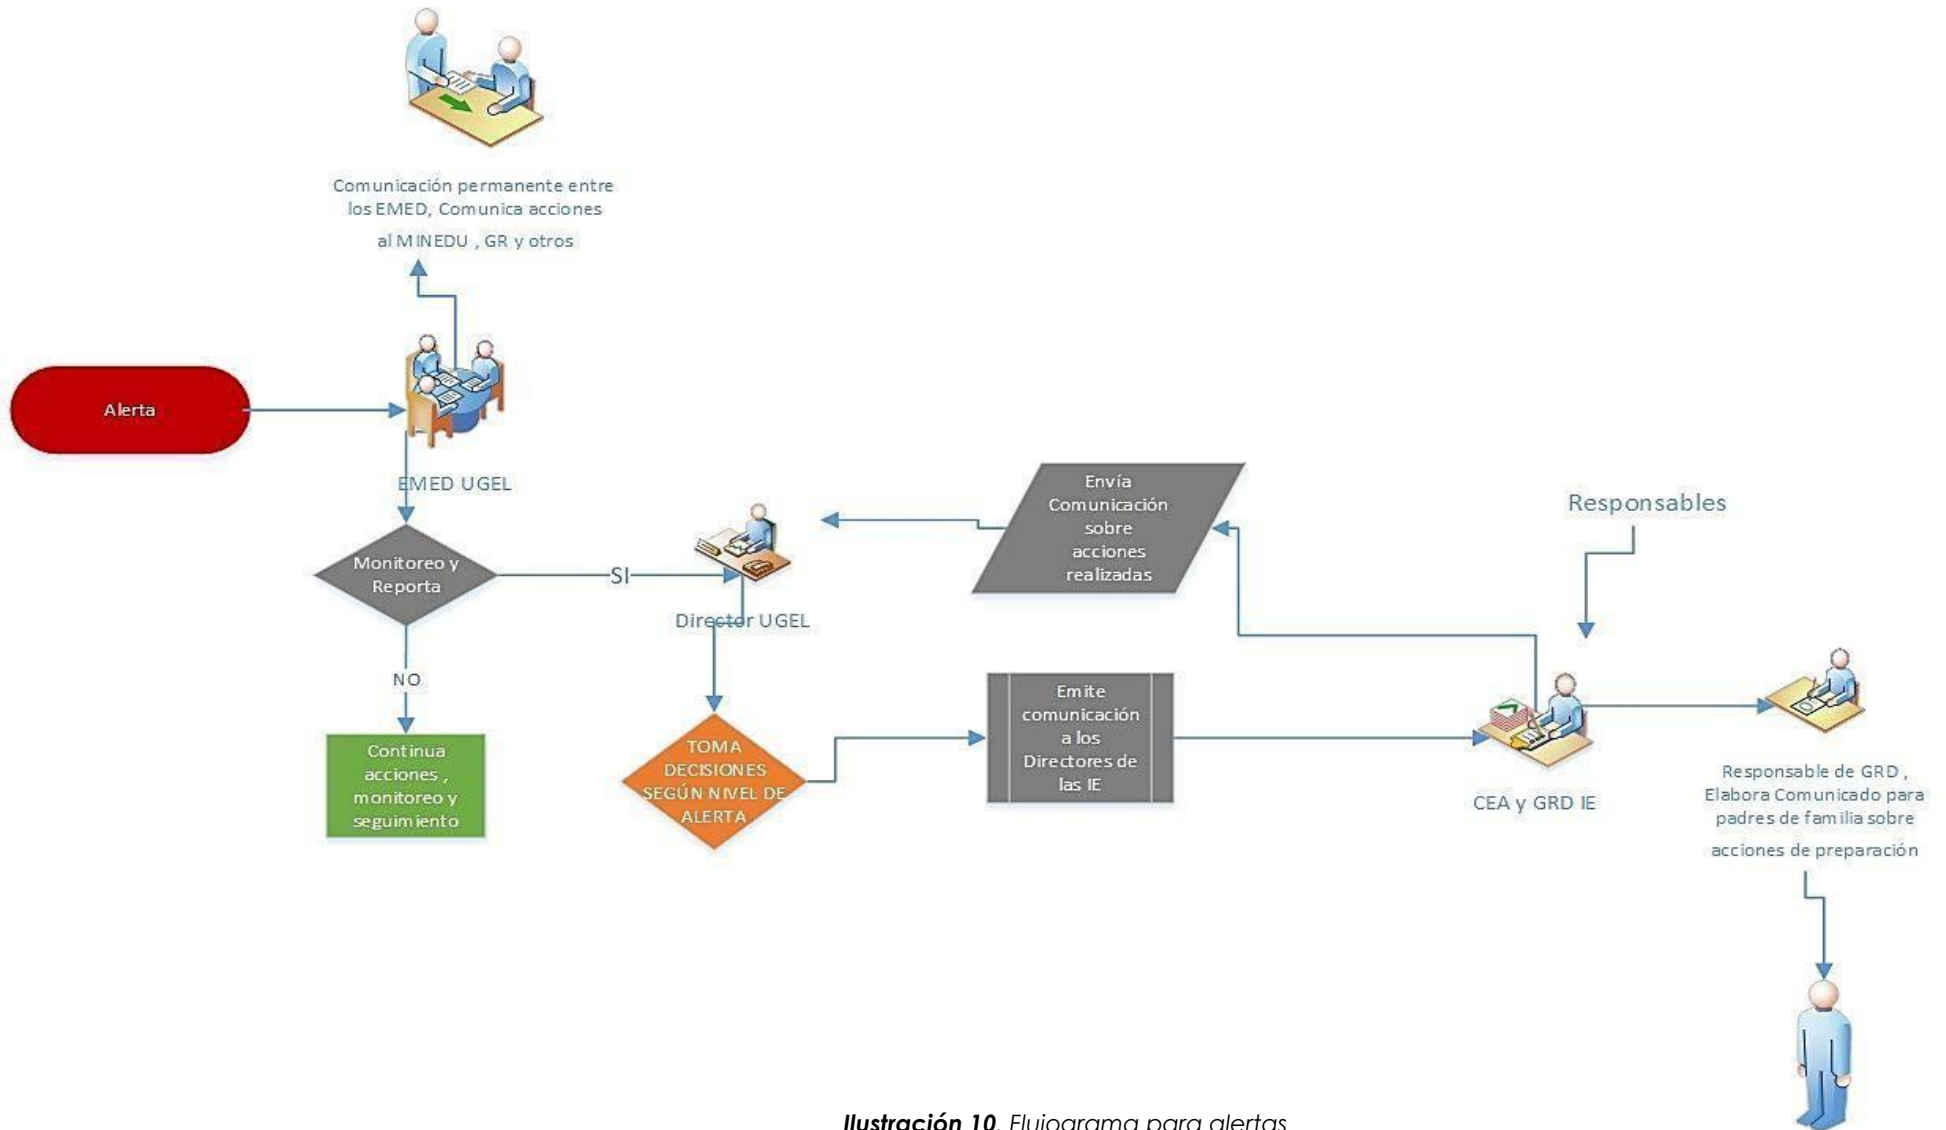 Comunicación permanente entre
los EMED, Comunica acciones
al MINEDU , GR y otros
Alerta
EMED UGEL
Monitoreo y
Reporta
SI
NO
Continua
acciones ,
monitoreo y
seguimiento
Director UGEL
TOMA
DECISIONES
SEGÚN NIVEL DE
ALERTA
Envía
Comunicación
sobre
acciones
realizadas
Emite
comunicación
a los
Directores de
las IE
Responsables
CEA y GRD IE
Responsable de GRD ,
Elabora Comunicado para
padres de familia sobre
acciones de preparación
Ilustración 10. Flujograma para alertas